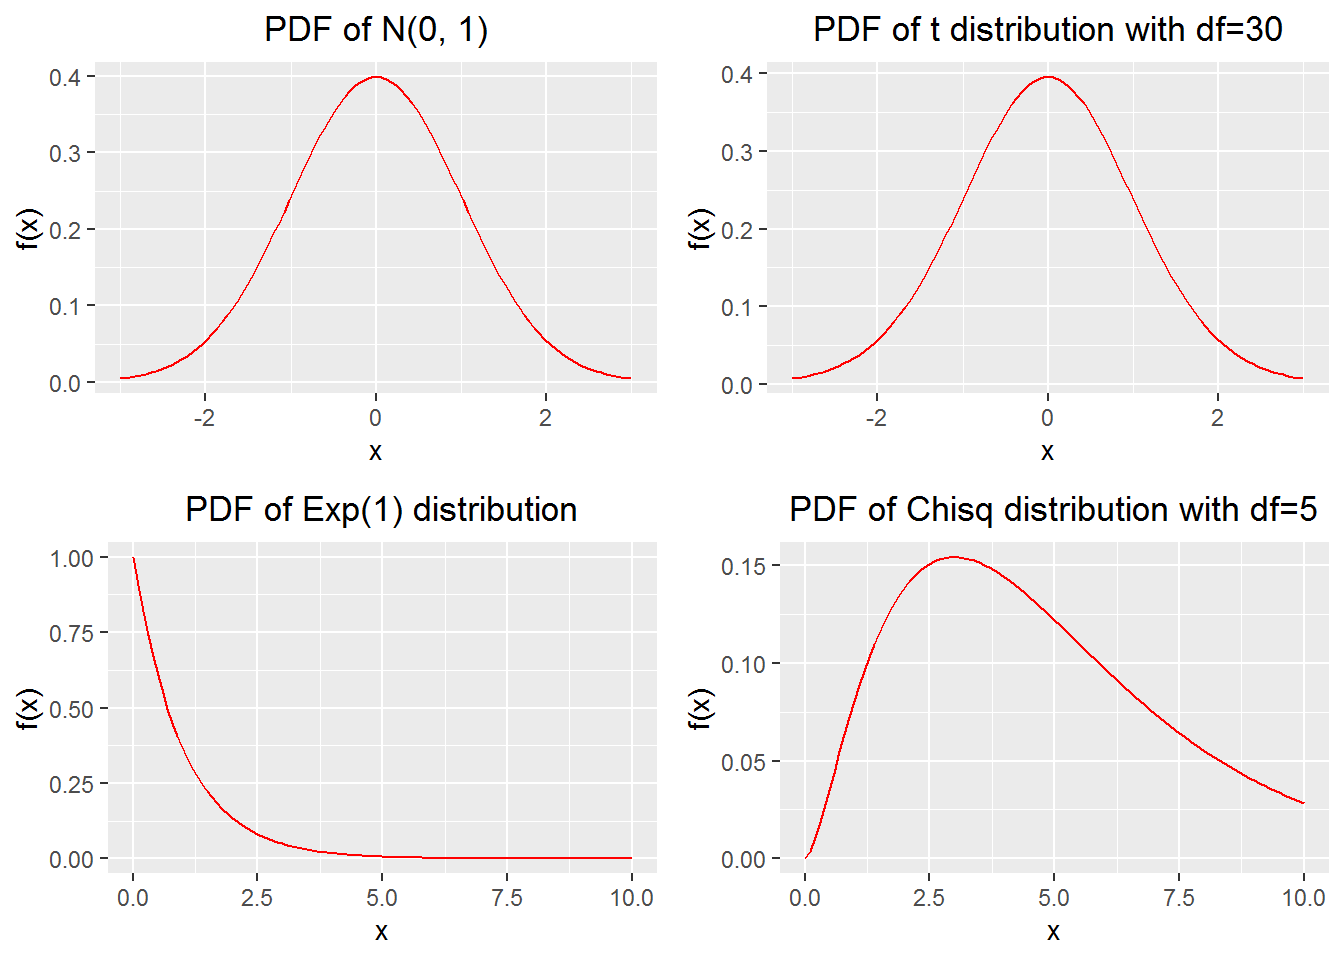 PDF of N(0, 1)
f(x)
0.4
0.3
0.2
0.1
0.0
-2 0 2
x
PDF of t distribution with df=30
f(x)
0.4
0.3
0.2
0.1
0.0
-2 0 2
x
PDF of Exp(1) distribution
f(x)
1.00
0.75
0.50
0.25
0.00
0.0 2.5 5.0 7.5 10.0
x
PDF of Chisq distribution with df=5
f(x)
0.15
0.10
0.05
0.00
0.0 2.5 5.0 7.5 10.0
x